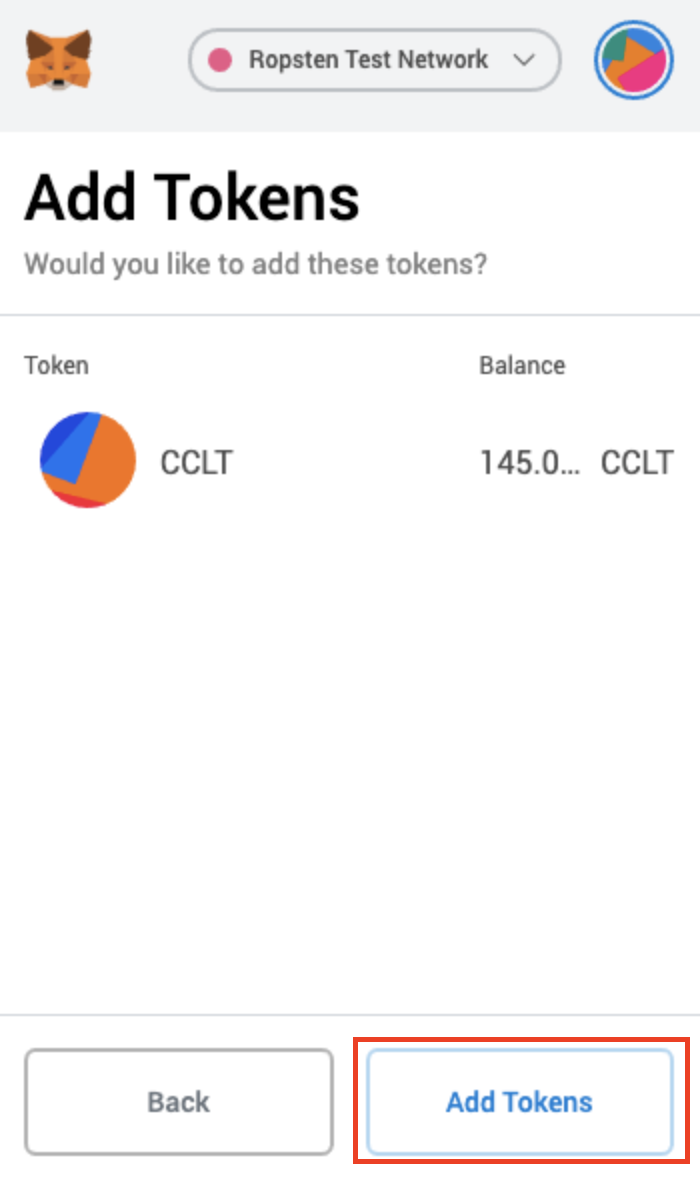 Ropsten Test Network
Add Tokens
Would you like to add these tokens?
Token Balance
CCLT 145.0... CCLT
Back Add Tokens